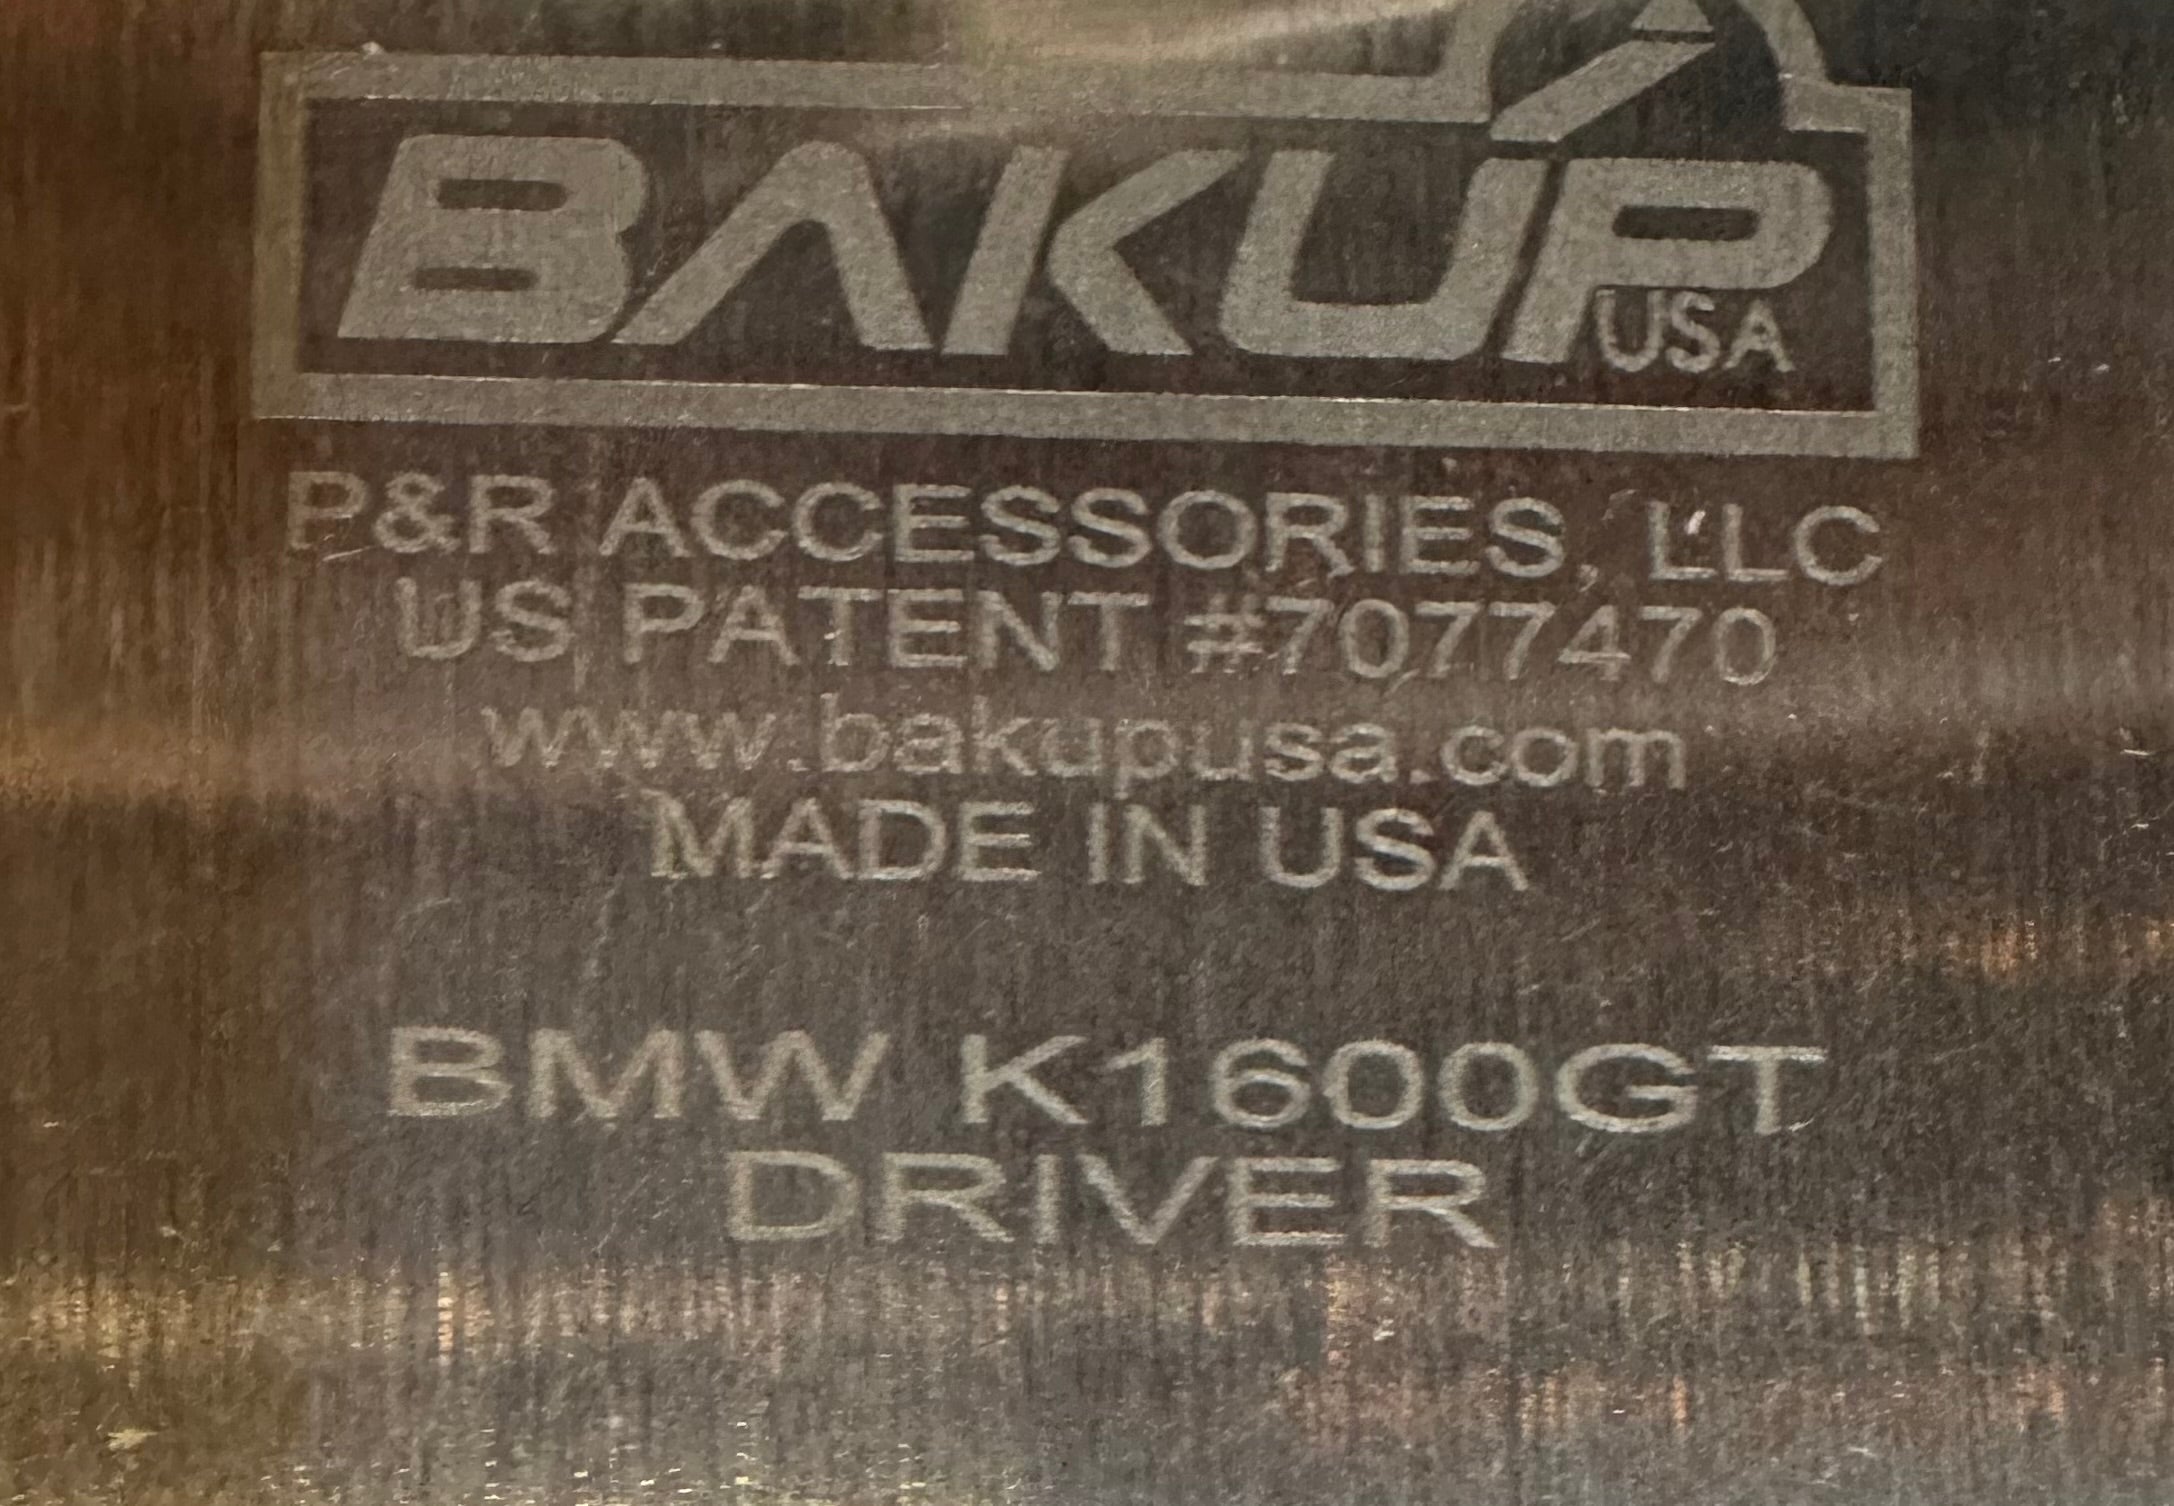 BAKUP
USA
P&R ACCESSORIES, LLC
US PATENT #7077470
www.bakupusa.com
MADE IN USA
BMW K1600GT
DRIVER